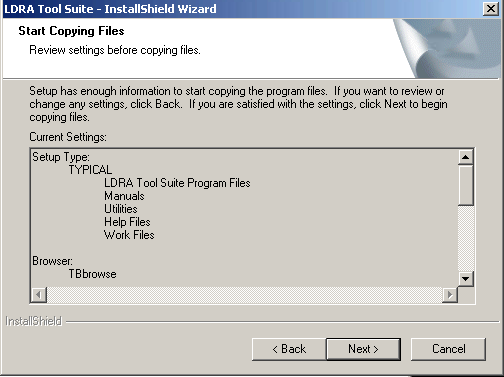 LDRA Tool Suite - InstallShield Wizard
Start Copying Files
Review settings before copying files.
Setup has enough information to start copying the program files.  If you want to review or
change any settings, click Back.  If you are satisfied with the settings, click Next to begin
copying files.
Current Settings:
Setup Type:
TYPICAL
LDRA Tool Suite Program Files
Manuals
Utilities
Help Files
Work Files
Browser:
TBbrowse
InstallShield
< Back
Next >
Cancel